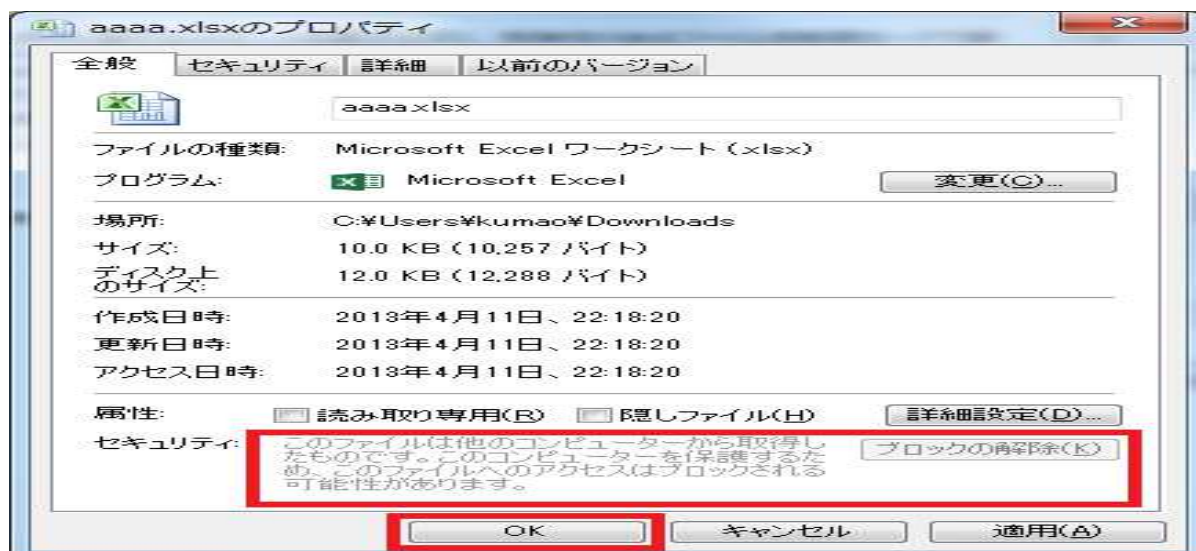 aaaa.xlsxのプロパティ
全般 セキュリティ 詳細 以前のバージョン
aaaa.xlsx
ファイルの種類: Microsoft Excel ワークシート (.xlsx)
プログラム: Microsoft Excel 変更(C)...
場所: C:¥Users¥kumao¥Downloads
サイズ: 10.0 KB (10,257 バイト)
ディスク上
のサイズ: 12.0 KB (12,288 バイト)
作成日時: 2013年4月11日、22:18:20
更新日時: 2013年4月11日、22:18:20
アクセス日時: 2013年4月11日、22:18:20
属性: 読み取り専用(R) 隠しファイル(H) 詳細設定(D)...
セキュリティ: このファイルは他のコンピューターから取得し
たものです。このコンピューターを保護するた
め、このファイルへのアクセスはブロックされる
可能性があります。
ブロックの解除(K)
OK キャンセル 適用(A)